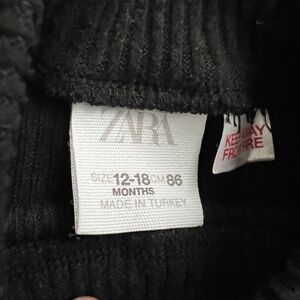 ZARA
SIZE 12-18 CM 86
MONTHS
MADE IN TURKEY
KEEP AWAY
FROM FIRE